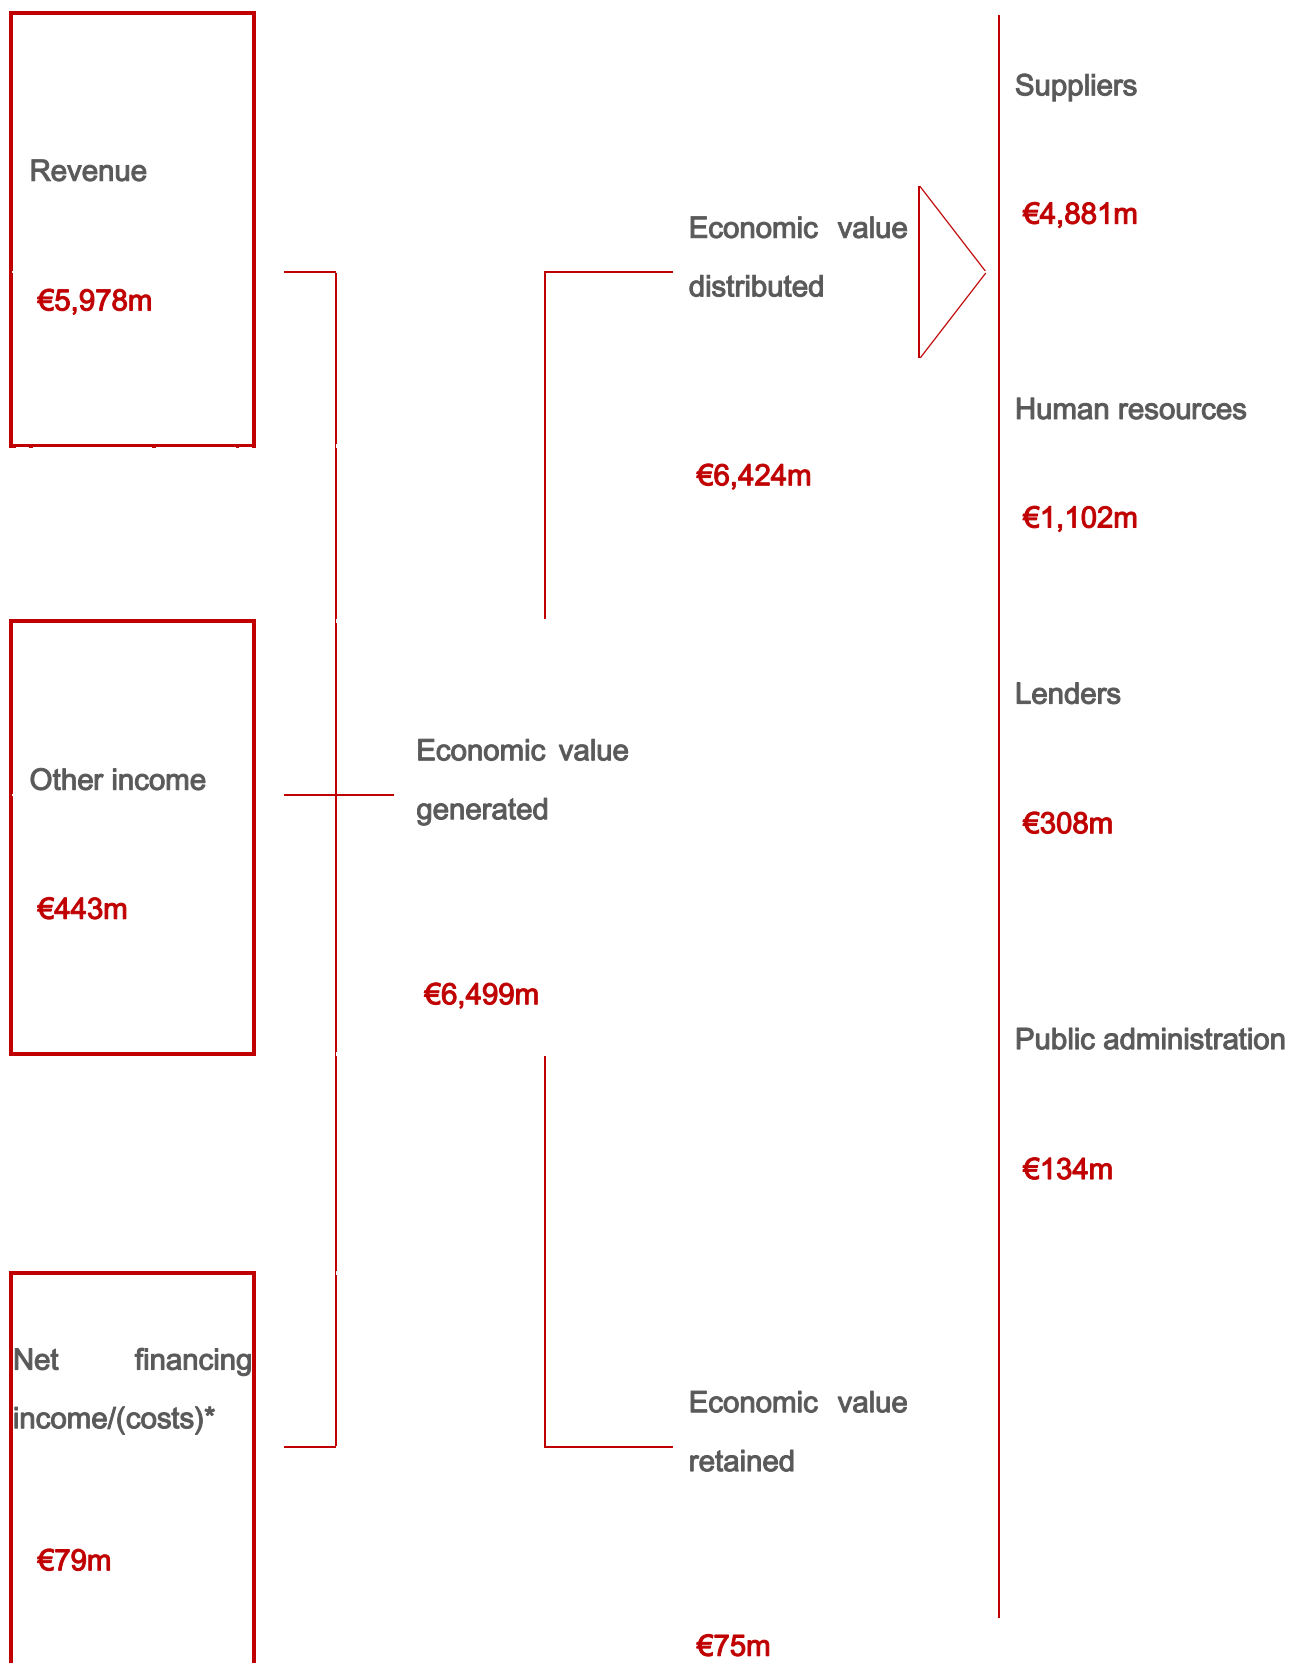 Revenue
€5,978m
Other income
€443m
Net financing
income/(costs)*
€79m
Economic value
generated
€6,499m
Economic value
distributed
€6,424m
Economic value
retained
€75m
Suppliers
€4,881m
Human resources
€1,102m
Lenders
€308m
Public administration
€134m